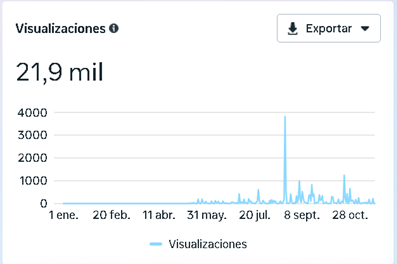 Visualizaciones
Exportar
21,9 mil
4000
3000
2000
1000
0
1 ene. 20 feb. 11 abr. 31 may. 20 jul. 8 sept. 28 oct.
Visualizaciones